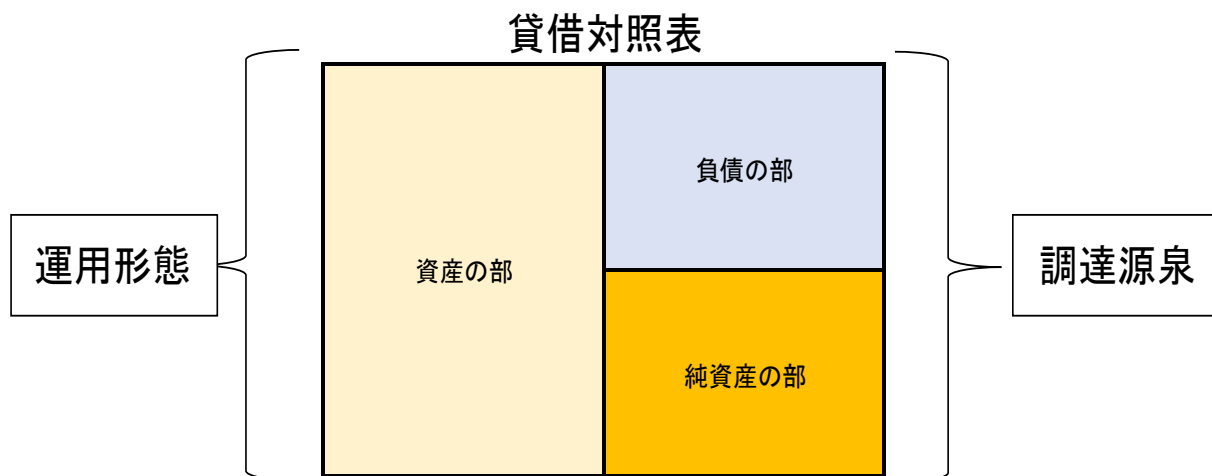 貸借対照表
運用形態
資産の部
負債の部
純資産の部
調達源泉